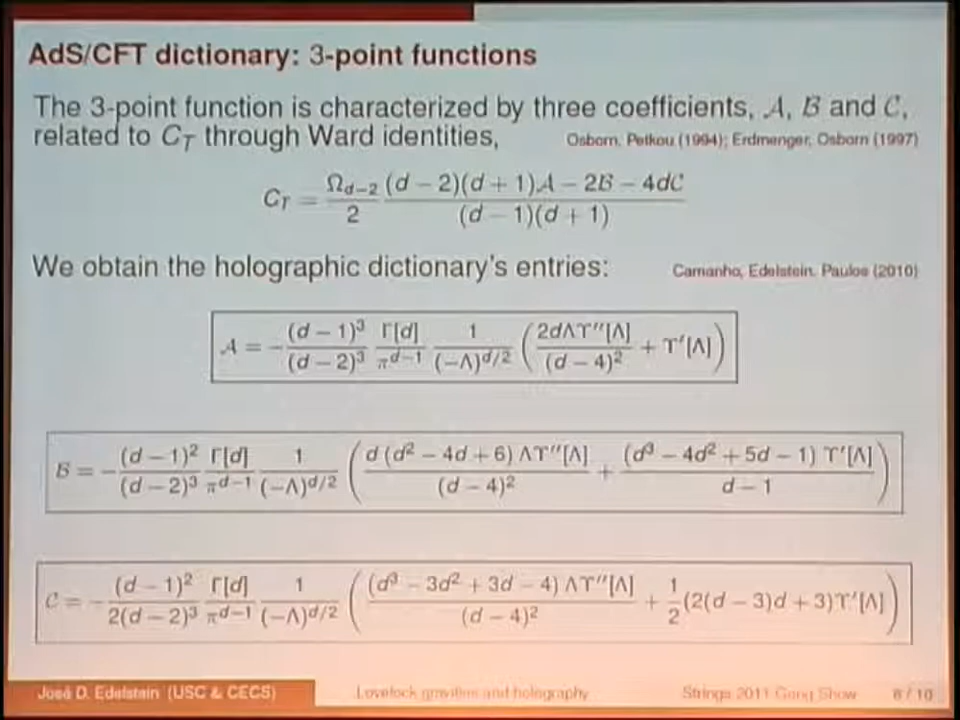 AdS/CFT dictionary: 3-point functions
The 3-point function is characterized by three coefficients, 𝒜, ℬ and 𝒞,
related to C_T through Ward identities, Osborn, Petkou (1994); Erdmenger, Osborn (1997)
C_T = Ω_{d−2}/2 ((d − 2)(d + 1)𝒜 − 2ℬ − 4d𝒞)/((d − 1)(d + 1))
We obtain the holographic dictionary's entries: Camanho, Edelstein, Paulos (2010)
𝒜 = −(d − 1)³/(d − 2)³ Γ[d]/π^{d−1} 1/(−Λ)^{d/2} (2dΛΥ″[Λ]/(d − 4)² + Υ′[Λ])
ℬ = −(d − 1)²/(d − 2)³ Γ[d]/π^{d−1} 1/(−Λ)^{d/2} (d (d² − 4d + 6) ΛΥ″[Λ]/(d − 4)² + (d³ − 4d² + 5d − 1) Υ′[Λ]/(d − 1))
𝒞 = −(d − 1)²/(2(d − 2)³) Γ[d]/π^{d−1} 1/(−Λ)^{d/2} ((d³ − 3d² + 3d − 4) ΛΥ″[Λ]/(d − 4)² + 1/2 (2(d − 3)d + 3)Υ′[Λ])
José D. Edelstein (USC & CECS) Lovelock gravities and holography Strings 2011 Gong Show 8 / 10